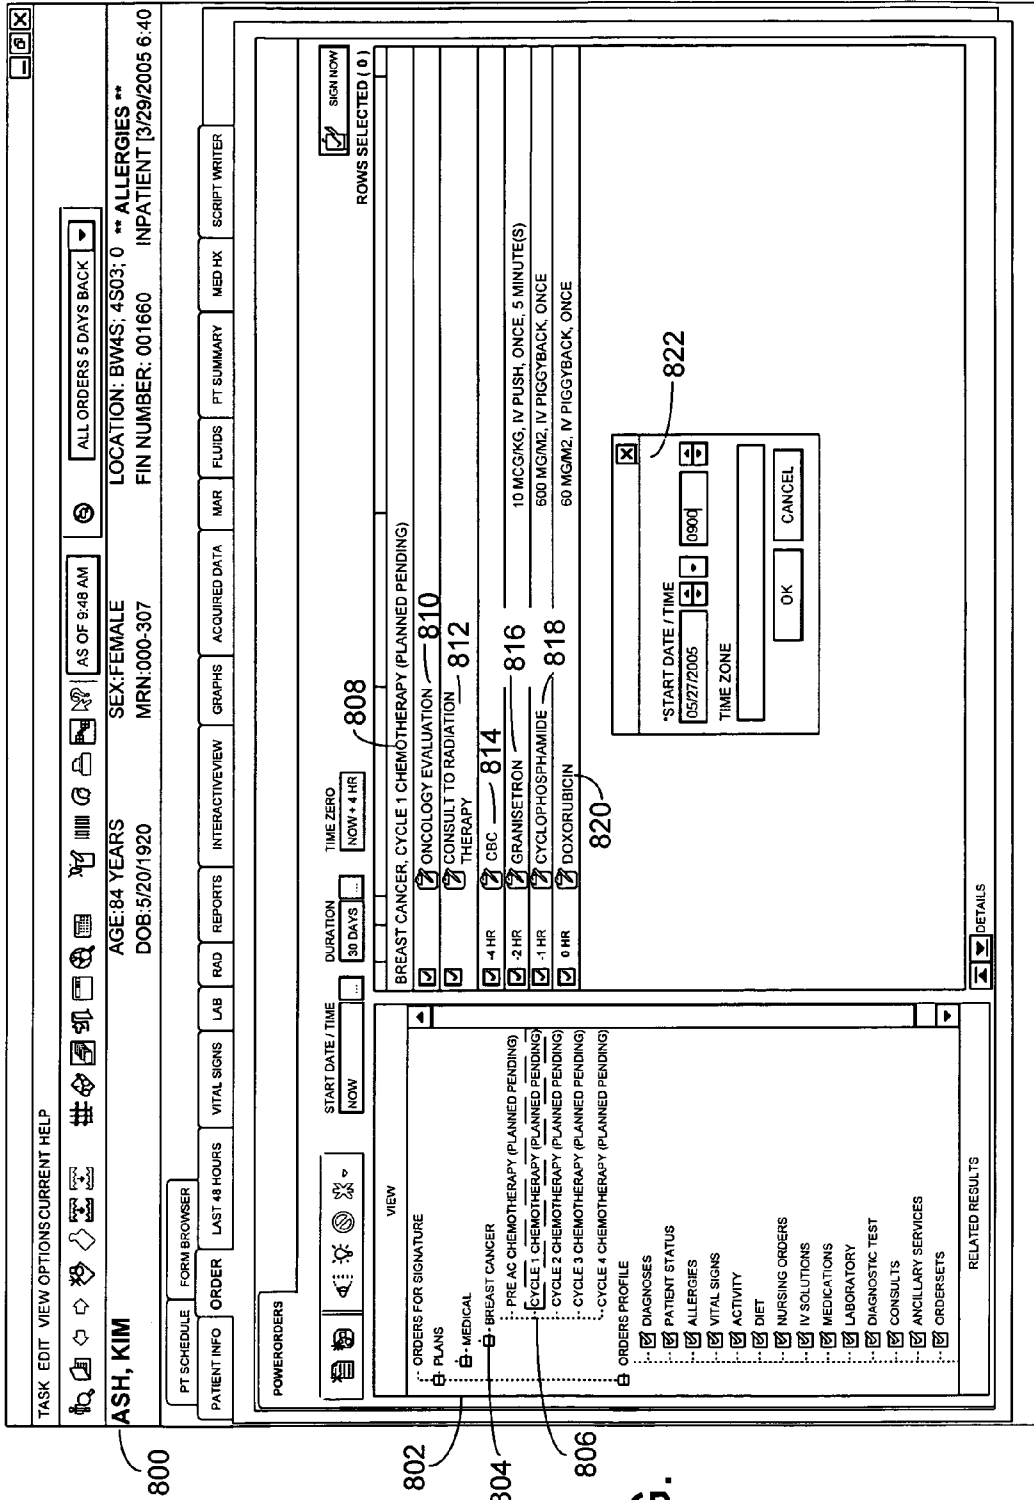 TASK EDIT VIEW OPTIONS CURRENT HELP
AS OF 9:48 AM
ALL ORDERS 5 DAYS BACK
ASH, KIM
AGE:84 YEARS
SEX:FEMALE
LOCATION: BW4S; 4S03; 0 ** ALLERGIES **
DOB:5/20/1920
MRN:000-307
FIN NUMBER: 001660
INPATIENT [3/29/2005 6:40
800
PT SCHEDULE
FORM BROWSER
PATIENT INFO
ORDER
LAST 48 HOURS
VITAL SIGNS
LAB
RAD
REPORTS
INTERACTIVEVIEW
GRAPHS
ACQUIRED DATA
MAR
FLUIDS
PT SUMMARY
MED HX
SCRIPT WRITER
POWERORDERS
START DATE / TIME
NOW
...
DURATION
30 DAYS
...
TIME ZERO
NOW + 4 HR
SIGN NOW
ROWS SELECTED ( 0 )
808
VIEW
ORDERS FOR SIGNATURE
PLANS
MEDICAL
BREAST CANCER
PRE AC CHEMOTHERAPY (PLANNED PENDING)
CYCLE 1 CHEMOTHERAPY (PLANNED PENDING)
CYCLE 2 CHEMOTHERAPY (PLANNED PENDING)
CYCLE 3 CHEMOTHERAPY (PLANNED PENDING)
CYCLE 4 CHEMOTHERAPY (PLANNED PENDING)
ORDERS PROFILE
DIAGNOSES
PATIENT STATUS
ALLERGIES
VITAL SIGNS
ACTIVITY
DIET
NURSING ORDERS
IV SOLUTIONS
MEDICATIONS
LABORATORY
DIAGNOSTIC TEST
CONSULTS
ANCILLARY SERVICES
ORDERSETS
RELATED RESULTS
802
804
806
BREAST CANCER, CYCLE 1 CHEMOTHERAPY (PLANNED PENDING)
ONCOLOGY EVALUATION 810
CONSULT TO RADIATION 812
THERAPY
-4 HR CBC 814
-2 HR GRANISETRON 816 10 MCG/KG, IV PUSH, ONCE, 5 MINUTE(S)
-1 HR CYCLOPHOSPHAMIDE 818 600 MG/M2, IV PIGGYBACK, ONCE
0 HR DOXORUBICIN 60 MG/M2, IV PIGGYBACK, ONCE
820
822
*START DATE / TIME
05/27/2005
0900
TIME ZONE
OK
CANCEL
DETAILS